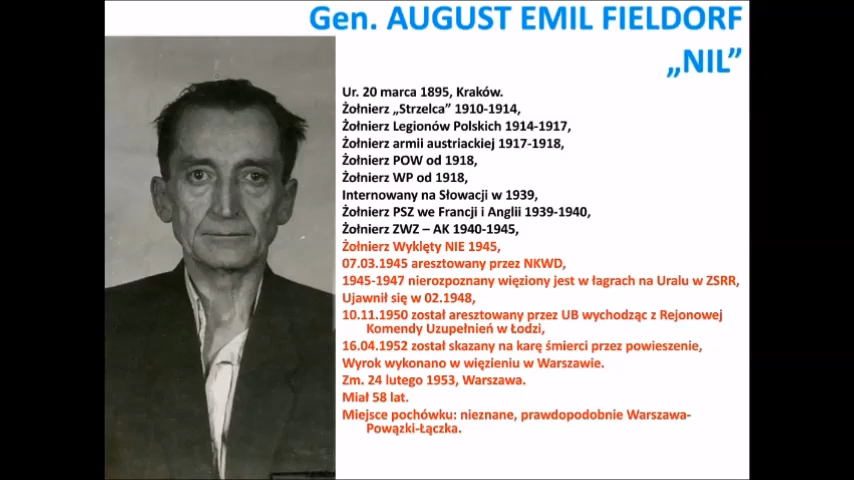 Gen. AUGUST EMIL FIELDORF
„NIL”
Ur. 20 marca 1895, Kraków.
Żołnierz „Strzelca” 1910-1914,
Żołnierz Legionów Polskich 1914-1917,
Żołnierz armii austriackiej 1917-1918,
Żołnierz POW od 1918,
Żołnierz WP od 1918,
Internowany na Słowacji w 1939,
Żołnierz PSZ we Francji i Anglii 1939-1940,
Żołnierz ZWZ – AK 1940-1945,
Żołnierz Wyklęty NIE 1945,
07.03.1945 aresztowany przez NKWD,
1945-1947 nierozpoznany więziony jest w łagrach na Uralu w ZSRR,
Ujawnił się w 02.1948,
10.11.1950 został aresztowany przez UB wychodząc z Rejonowej
Komendy Uzupełnień w Łodzi,
16.04.1952 został skazany na karę śmierci przez powieszenie,
Wyrok wykonano w więzieniu w Warszawie.
Zm. 24 lutego 1953, Warszawa.
Miał 58 lat.
Miejsce pochówku: nieznane, prawdopodobnie Warszawa-
Powązki-Łączka.